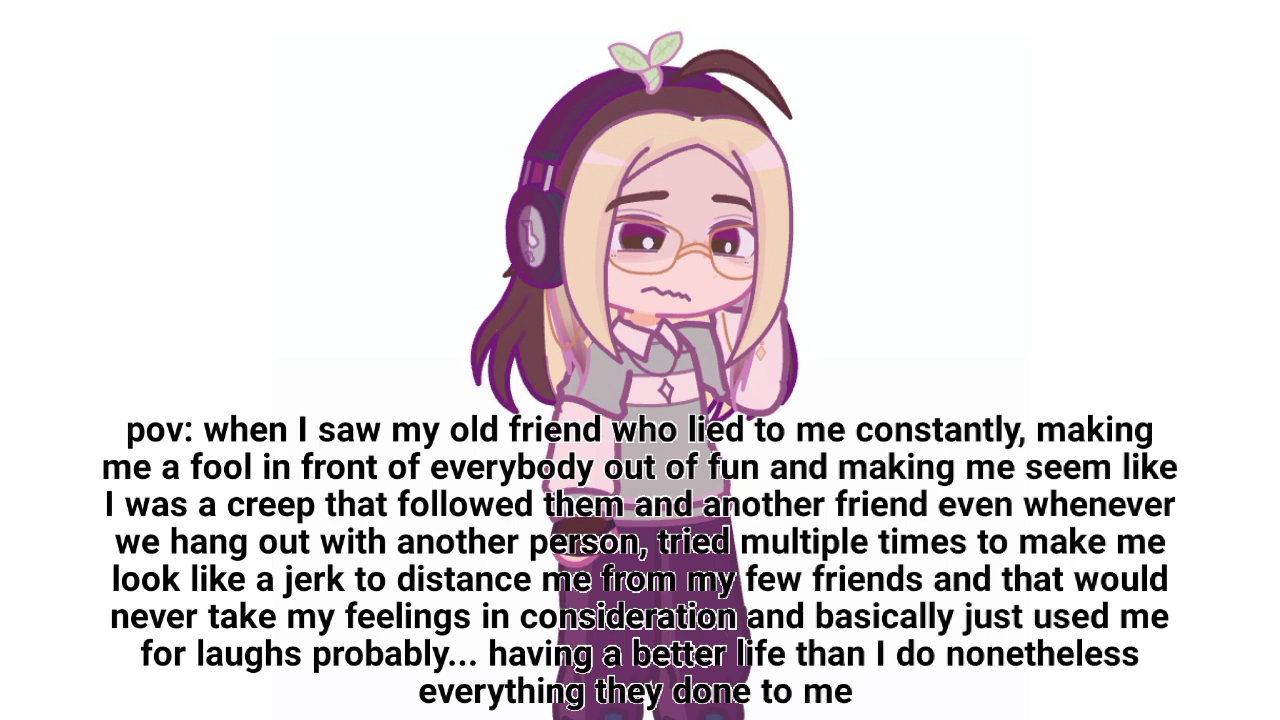 pov: when I saw my old friend who lied to me constantly, making
me a fool in front of everybody out of fun and making me seem like
I was a creep that followed them and another friend even whenever
we hang out with another person, tried multiple times to make me
look like a jerk to distance me from my few friends and that would
never take my feelings in consideration and basically just used me
for laughs probably... having a better life than I do nonetheless
everything they done to me